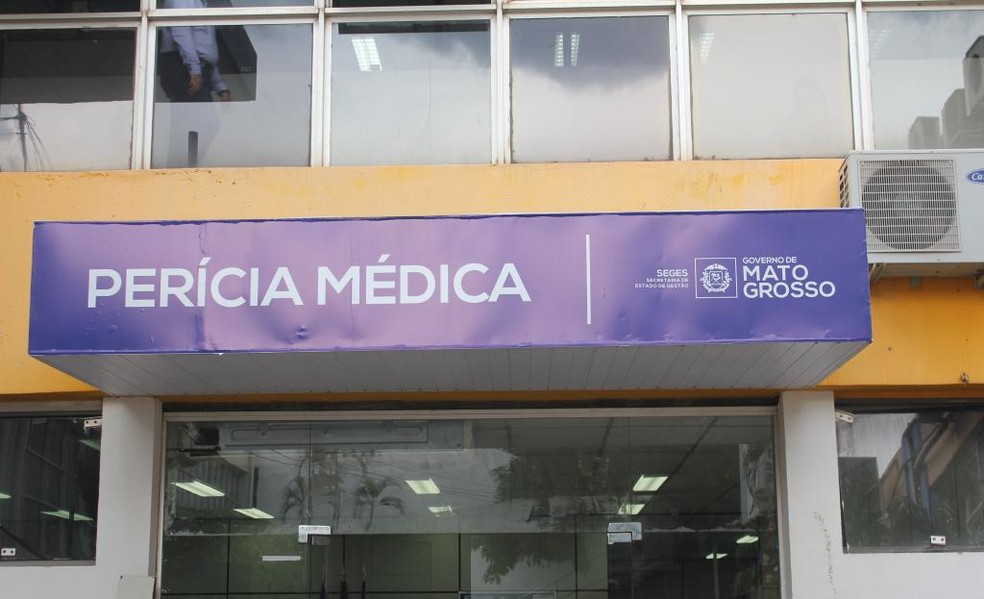 PERÍCIA MÉDICA
SEGES
SECRETARIA DE
ESTADO DE GESTÃO
GOVERNO DE
MATO
GROSSO